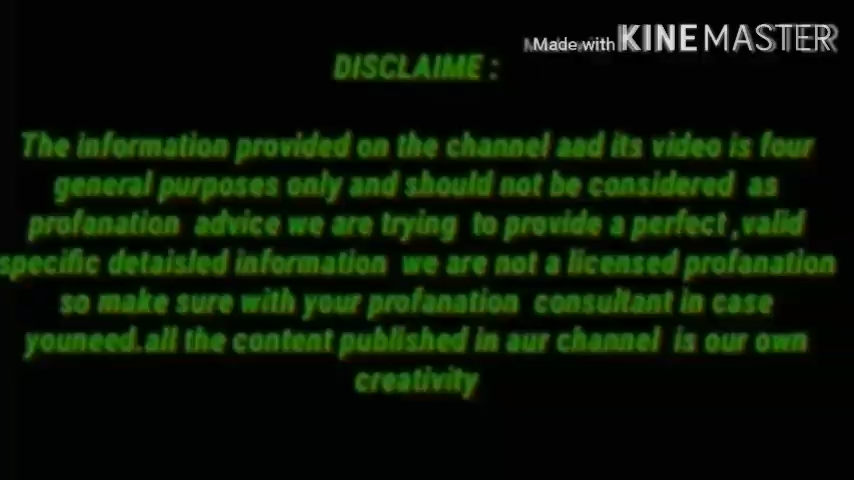 Made with KINEMASTER
DISCLAIME :
The information provided on the channel aad its video is four
general purposes only and should not be considered as
profanation advice we are trying to provide a perfect ,valid
specific detaisled information we are not a licensed profanation
so make sure with your profanation consultant in case
youneed.all the content published in aur channel is our own
creativity